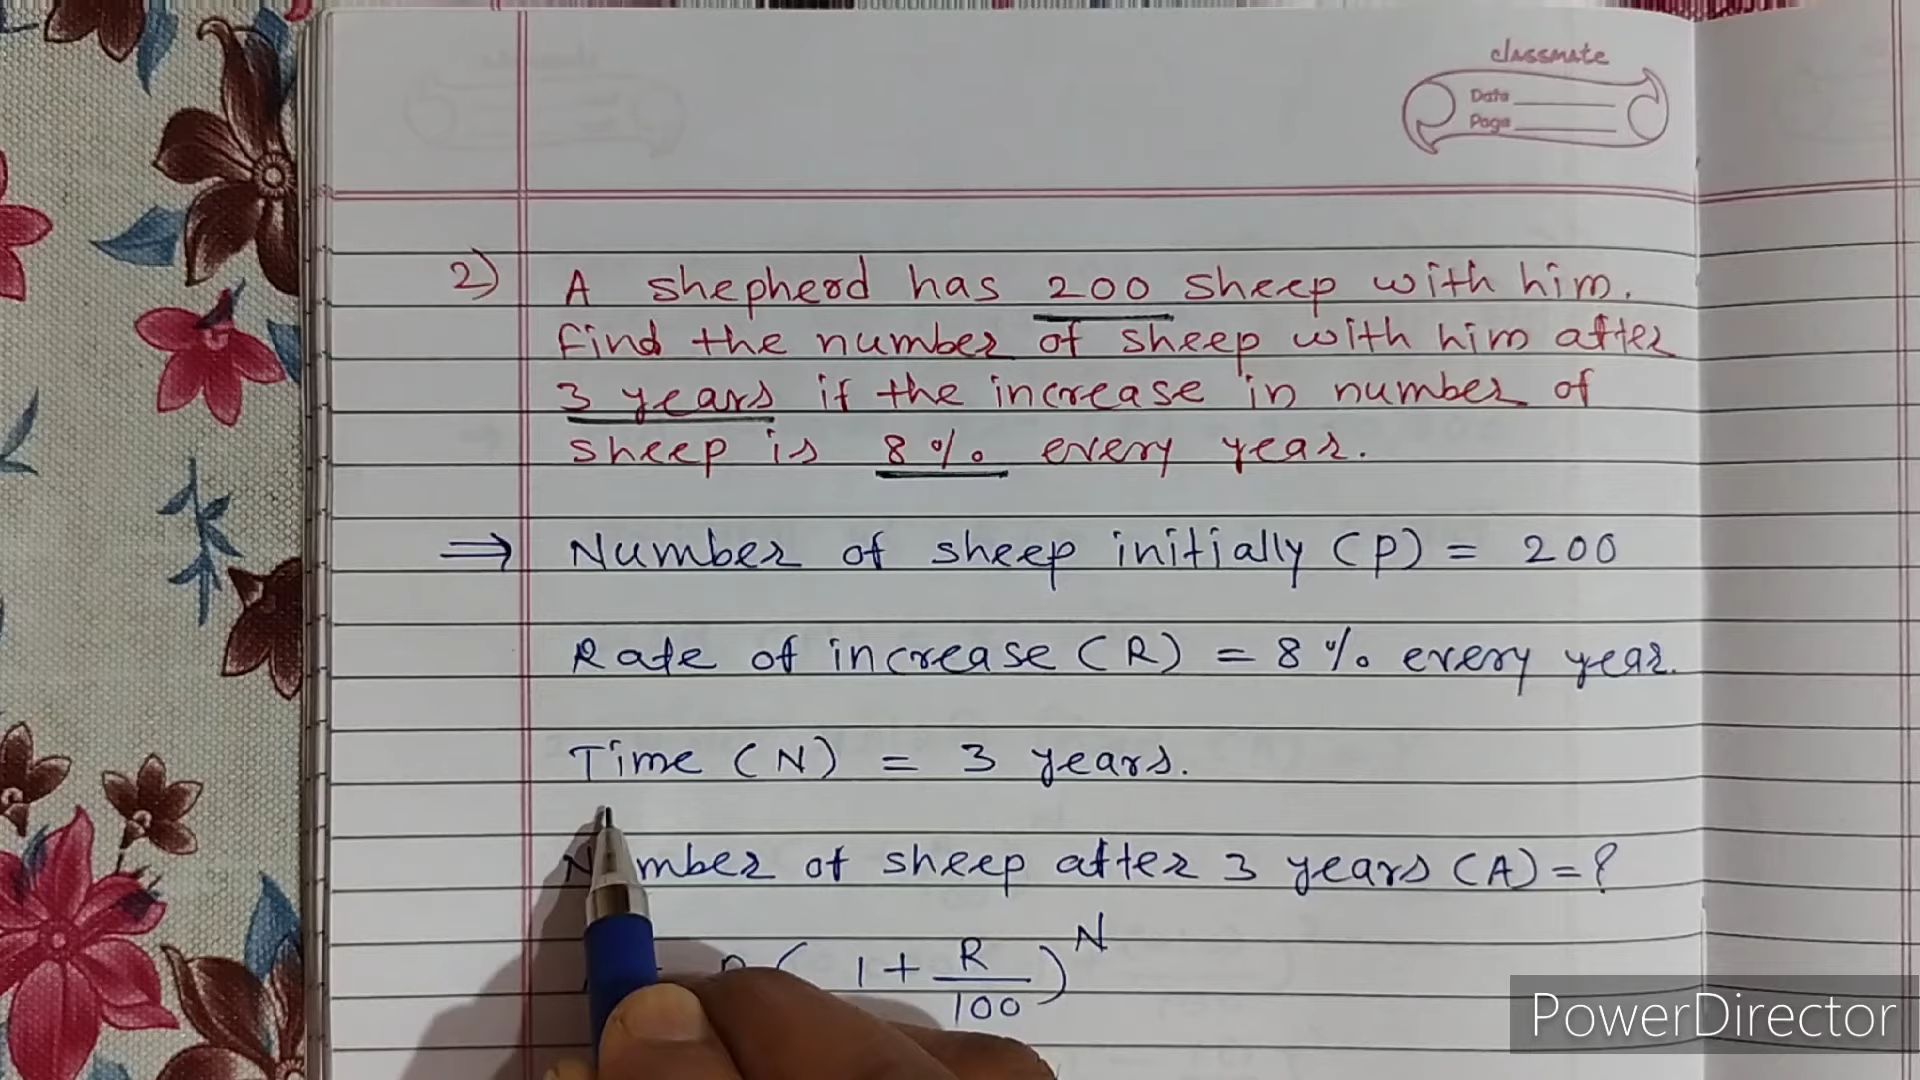 classmate
Date
Page
2) A shepherd has 200 sheep with him.
Find the number of sheep with him after
3 years if the increase in number of
sheep is 8% every year.
⇒ Number of sheep initially (P) = 200
Rate of increase (R) = 8% every year.
Time (N) = 3 years.
mber of sheep after 3 years (A) = ?
( 1 + R/100 )^N
PowerDirector